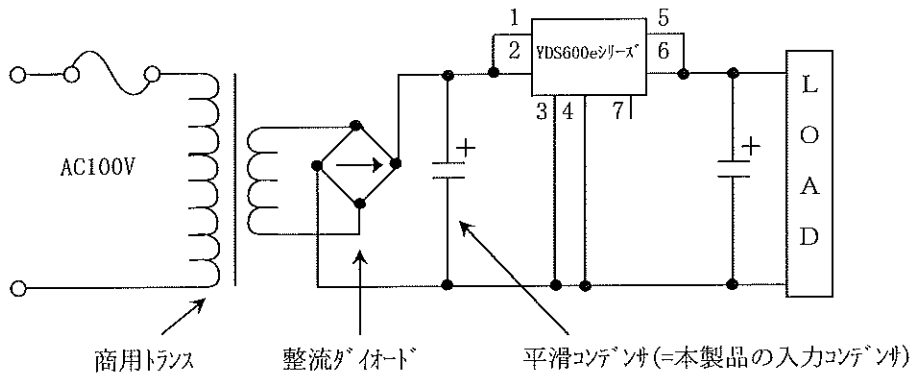 1
2
YDS600eシリーズ
5
6
3
4
7
AC100V
+
+
L
O
A
D
商用トランス
整流ダイオード
平滑コンデンサ(=本製品の入力コンデンサ)